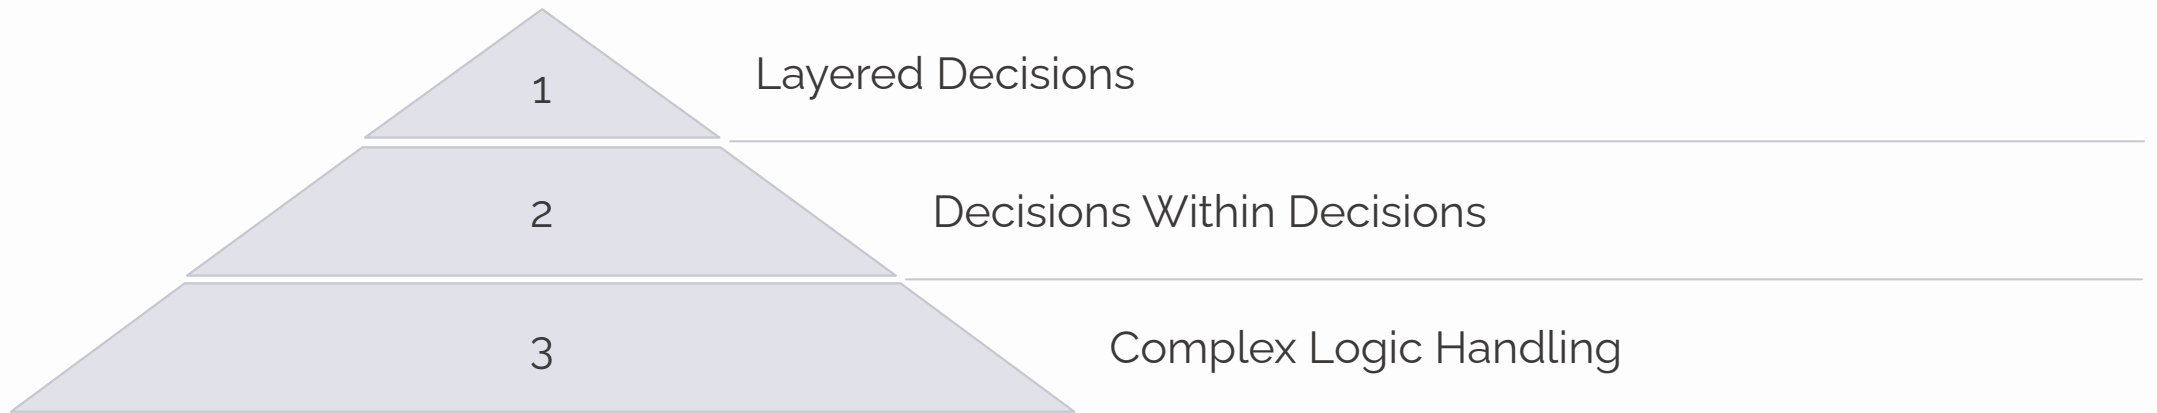 1
Layered Decisions
2
Decisions Within Decisions
3
Complex Logic Handling